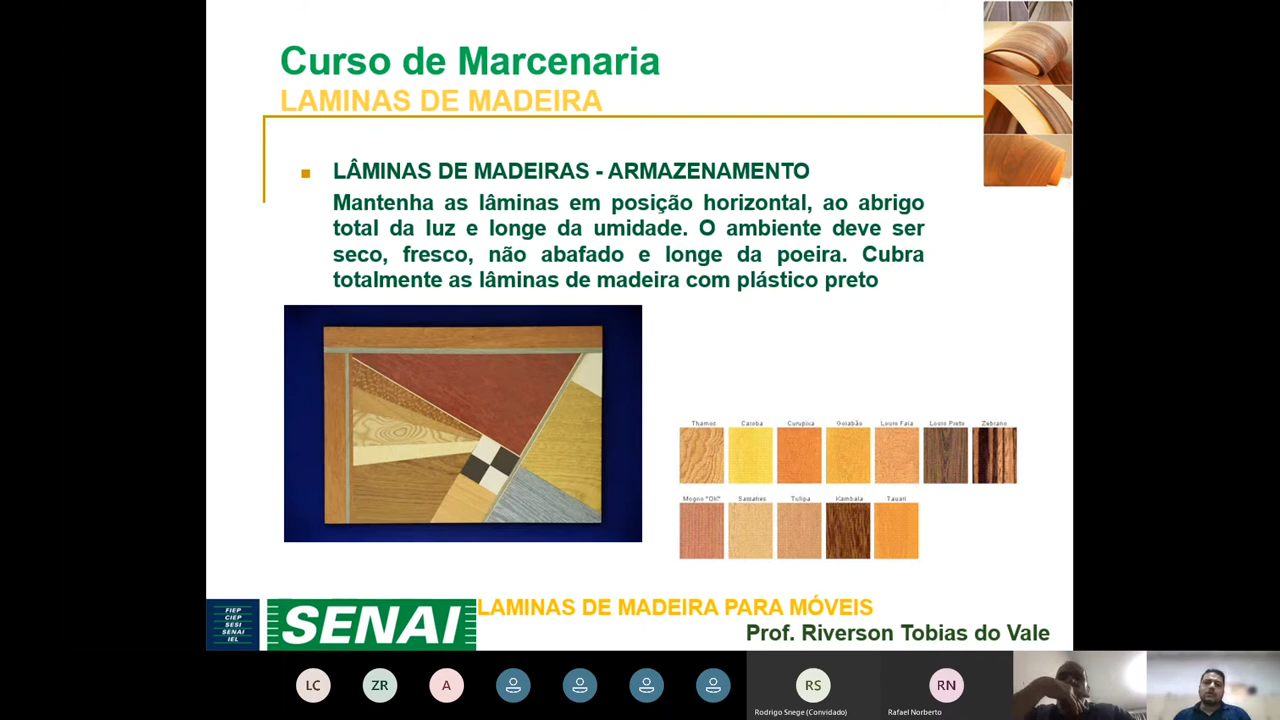 Curso de Marcenaria
LAMINAS DE MADEIRA
LÂMINAS DE MADEIRAS - ARMAZENAMENTO
Mantenha as lâminas em posição horizontal, ao abrigo
total da luz e longe da umidade. O ambiente deve ser
seco, fresco, não abafado e longe da poeira. Cubra
totalmente as lâminas de madeira com plástico preto
Curupixa Goiabão Louro Faia Louro Preto Zebrano
Mogno Tulipa Kambala Tauari
FIEP
CIEP
SESI
SENAI
IEL
SENAI
LAMINAS DE MADEIRA PARA MÓVEIS
Prof. Riverson Tobias do Vale
LC ZR A RS RN
Rodrigo Snege (Convidado) Rafael Norberto